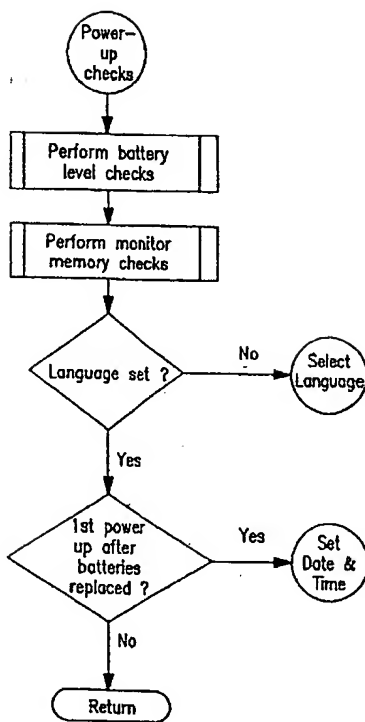 Power-
up
checks
Perform battery
level checks
Perform monitor
memory checks
Language set ?
No
Select
Language
Yes
1st power
up after
batteries
replaced ?
Yes
Set
Date &
Time
No
Return